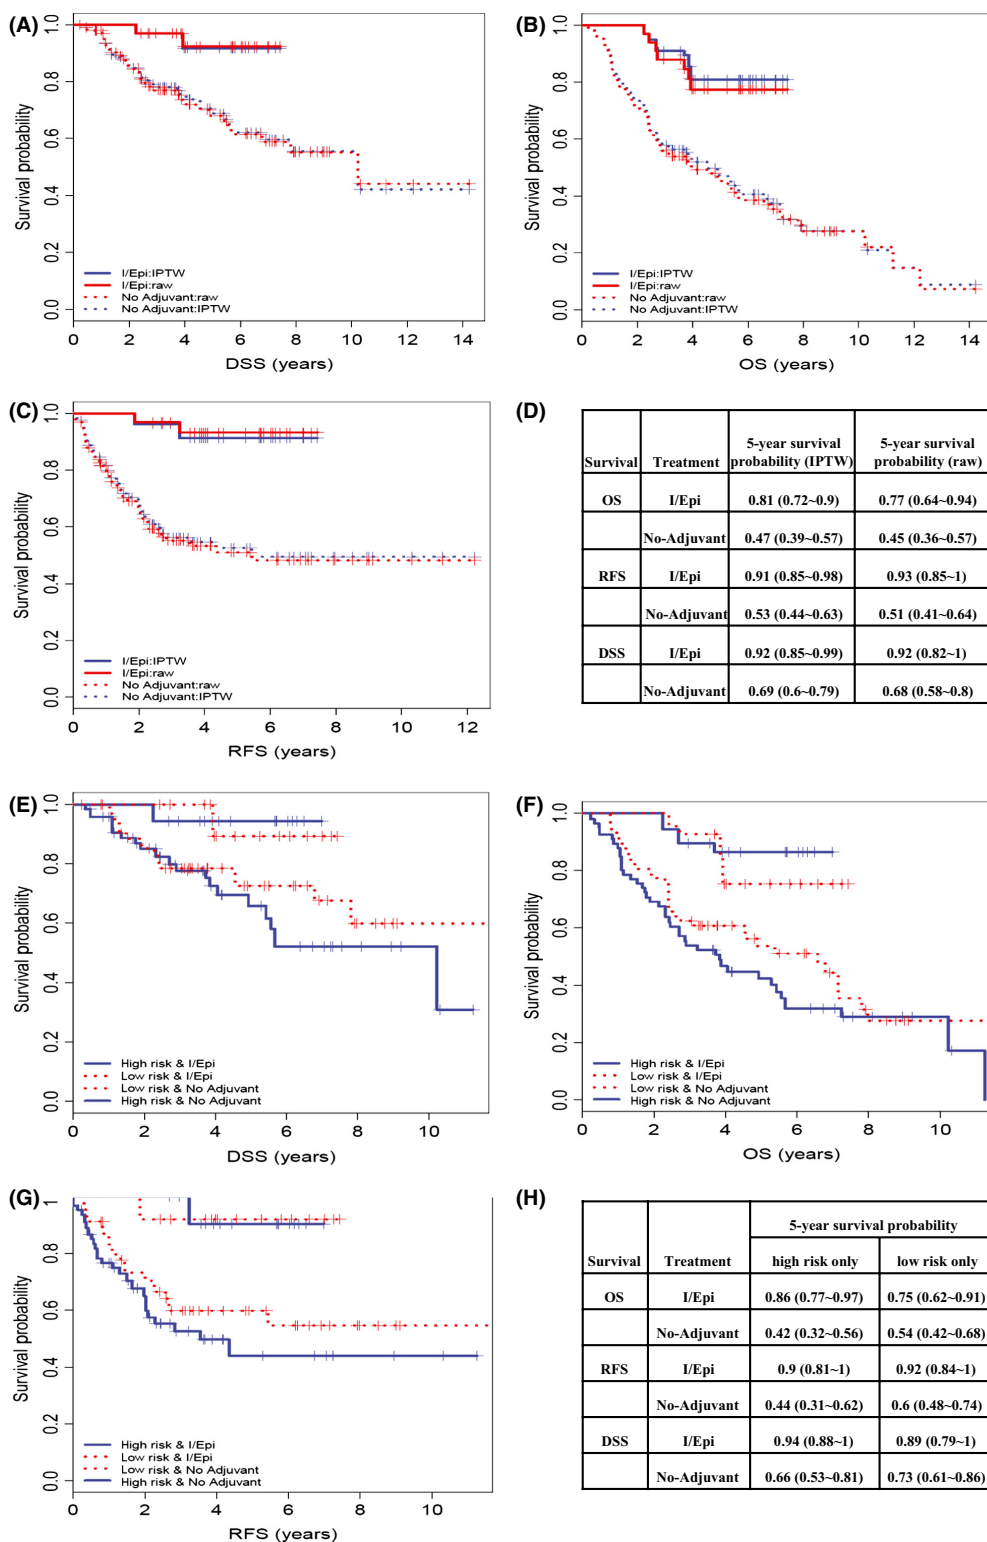 (A)
Survival probability
0.0 0.2 0.4 0.6 0.8 1.0
I/Epi:IPTW
I/Epi:raw
No Adjuvant:raw
No Adjuvant:IPTW
0 2 4 6 8 10 12 14
DSS (years)
(B)
Survival probability
0.0 0.2 0.4 0.6 0.8 1.0
I/Epi:IPTW
I/Epi:raw
No Adjuvant:raw
No Adjuvant:IPTW
0 2 4 6 8 10 12 14
OS (years)
(C)
Survival probability
0.0 0.2 0.4 0.6 0.8 1.0
I/Epi:IPTW
I/Epi:raw
No Adjuvant:raw
No Adjuvant:IPTW
0 2 4 6 8 10 12
RFS (years)
(D)
Survival Treatment 5-year survival probability (IPTW) 5-year survival probability (raw)
OS I/Epi 0.81 (0.72~0.9) 0.77 (0.64~0.94)
No-Adjuvant 0.47 (0.39~0.57) 0.45 (0.36~0.57)
RFS I/Epi 0.91 (0.85~0.98) 0.93 (0.85~1)
No-Adjuvant 0.53 (0.44~0.63) 0.51 (0.41~0.64)
DSS I/Epi 0.92 (0.85~0.99) 0.92 (0.82~1)
No-Adjuvant 0.69 (0.6~0.79) 0.68 (0.58~0.8)
(E)
Survival probability
0.0 0.2 0.4 0.6 0.8 1.0
High risk & I/Epi
Low risk & I/Epi
Low risk & No Adjuvant
High risk & No Adjuvant
0 2 4 6 8 10
DSS (years)
(F)
Survival probability
0.0 0.2 0.4 0.6 0.8 1.0
High risk & I/Epi
Low risk & I/Epi
Low risk & No Adjuvant
High risk & No Adjuvant
0 2 4 6 8 10
OS (years)
(G)
Survival probability
0.0 0.2 0.4 0.6 0.8 1
High risk & I/Epi
Low risk & I/Epi
Low risk & No Adjuvant
High risk & No Adjuvant
0 2 4 6 8 10
RFS (years)
(H)
5-year survival probability
Survival Treatment high risk only low risk only
OS I/Epi 0.86 (0.77~0.97) 0.75 (0.62~0.91)
No-Adjuvant 0.42 (0.32~0.56) 0.54 (0.42~0.68)
RFS I/Epi 0.9 (0.81~1) 0.92 (0.84~1)
No-Adjuvant 0.44 (0.31~0.62) 0.6 (0.48~0.74)
DSS I/Epi 0.94 (0.88~1) 0.89 (0.79~1)
No-Adjuvant 0.66 (0.53~0.81) 0.73 (0.61~0.86)